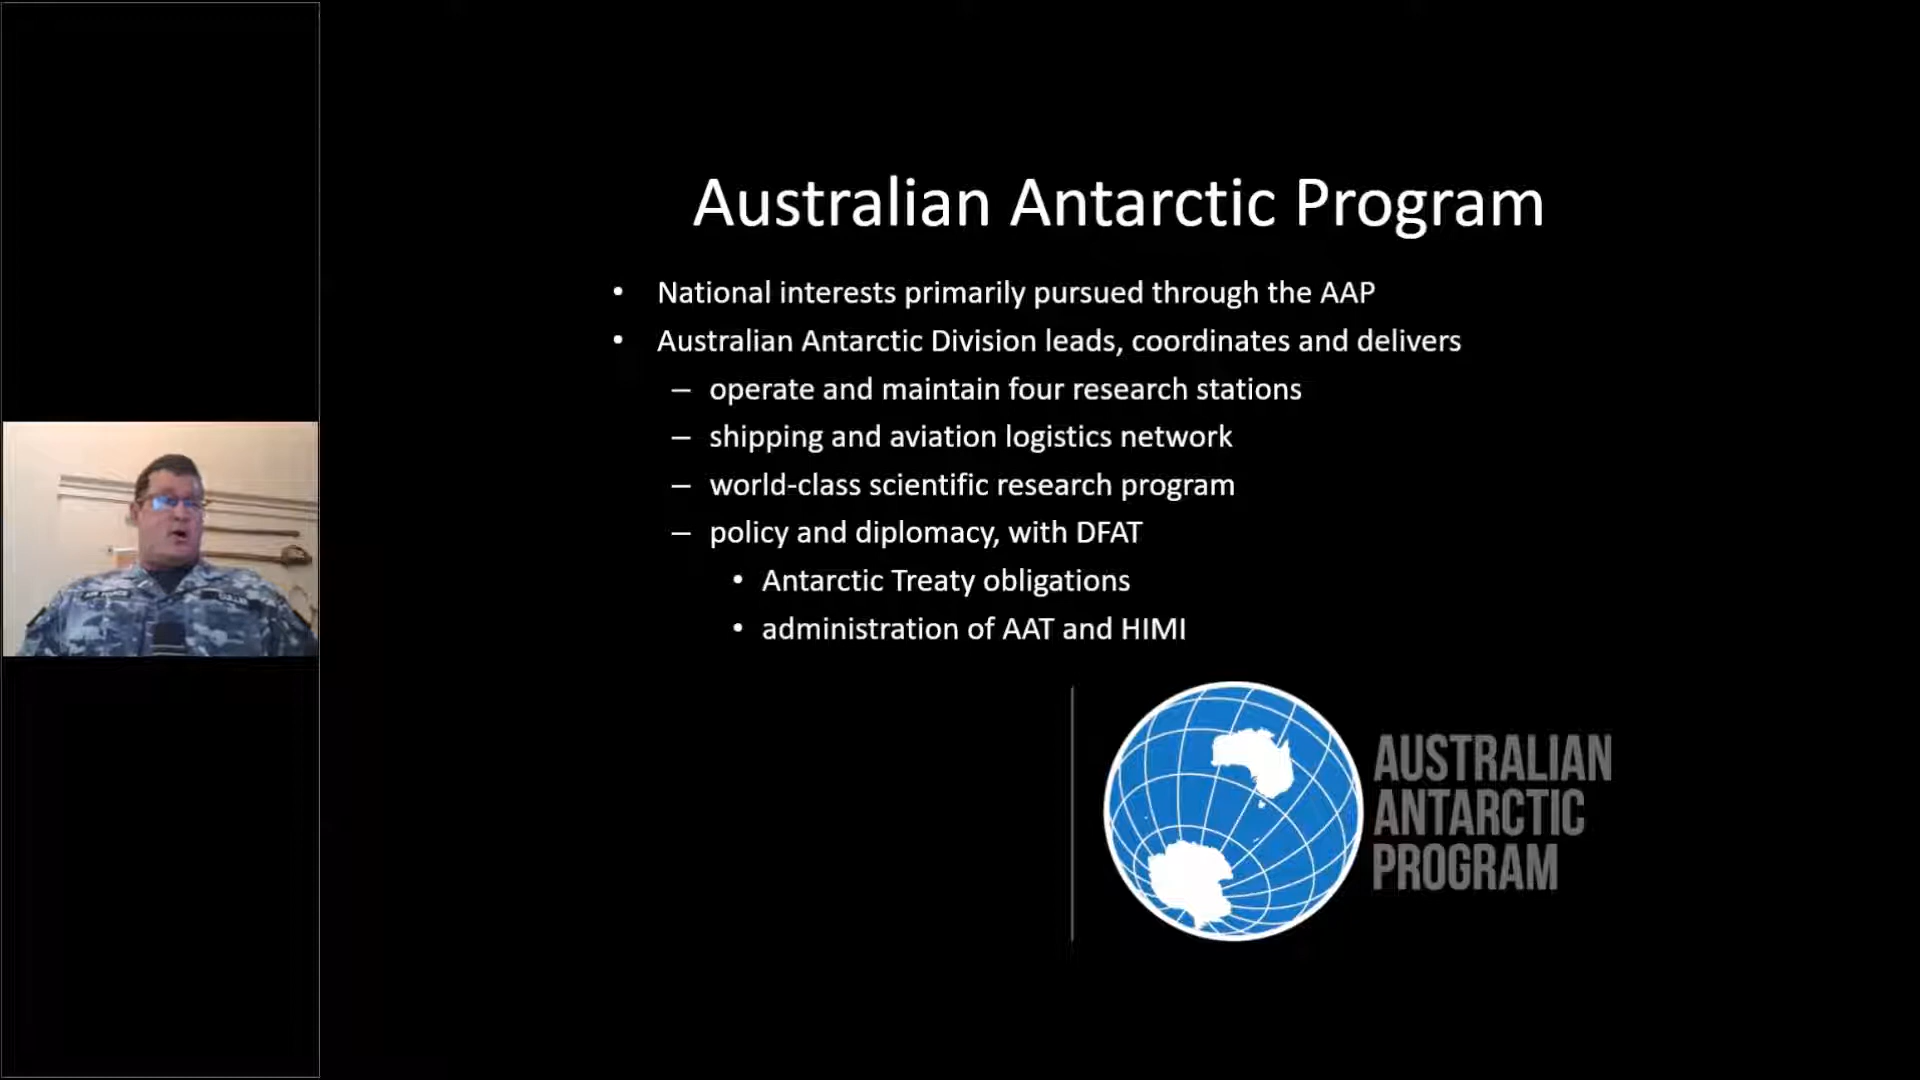 Australian Antarctic Program
• National interests primarily pursued through the AAP
• Australian Antarctic Division leads, coordinates and delivers
– operate and maintain four research stations
– shipping and aviation logistics network
– world-class scientific research program
– policy and diplomacy, with DFAT
• Antarctic Treaty obligations
• administration of AAT and HIMI
AUSTRALIAN
ANTARCTIC
PROGRAM